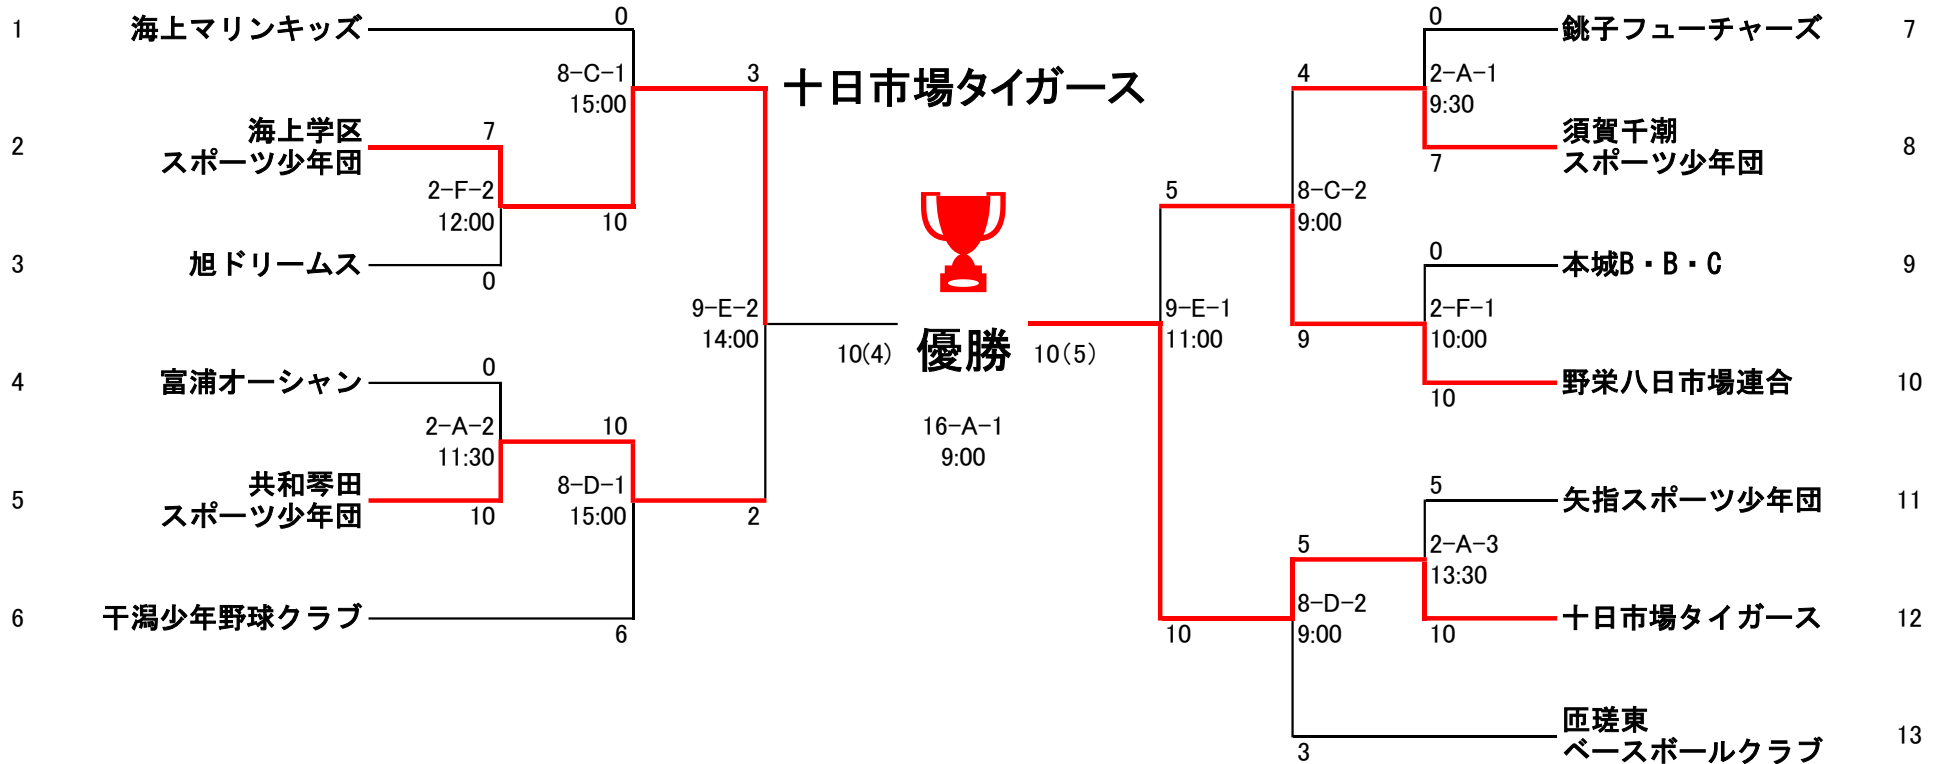 1
海上マリンキッズ
0
8-C-1
15:00
3
2
海上学区
スポーツ少年団
7
2-F-2
12:00
10
3
旭ドリームス
0
9-E-2
14:00
4
富浦オーシャン
0
2-A-2
11:30
10
5
共和琴田
スポーツ少年団
10
8-D-1
15:00
2
6
干潟少年野球クラブ
6
十日市場タイガース
10(4)
優勝
10(5)
16-A-1
9:00
0
銚子フューチャーズ
7
4
2-A-1
9:30
須賀千潮
スポーツ少年団
8
7
5
8-C-2
9:00
0
本城B・B・C
9
9-E-1
11:00
9
2-F-1
10:00
野栄八日市場連合
10
10
5
矢指スポーツ少年団
11
5
2-A-3
13:30
8-D-2
9:00
10
10
十日市場タイガース
12
3
匝瑳東
ベースボールクラブ
13